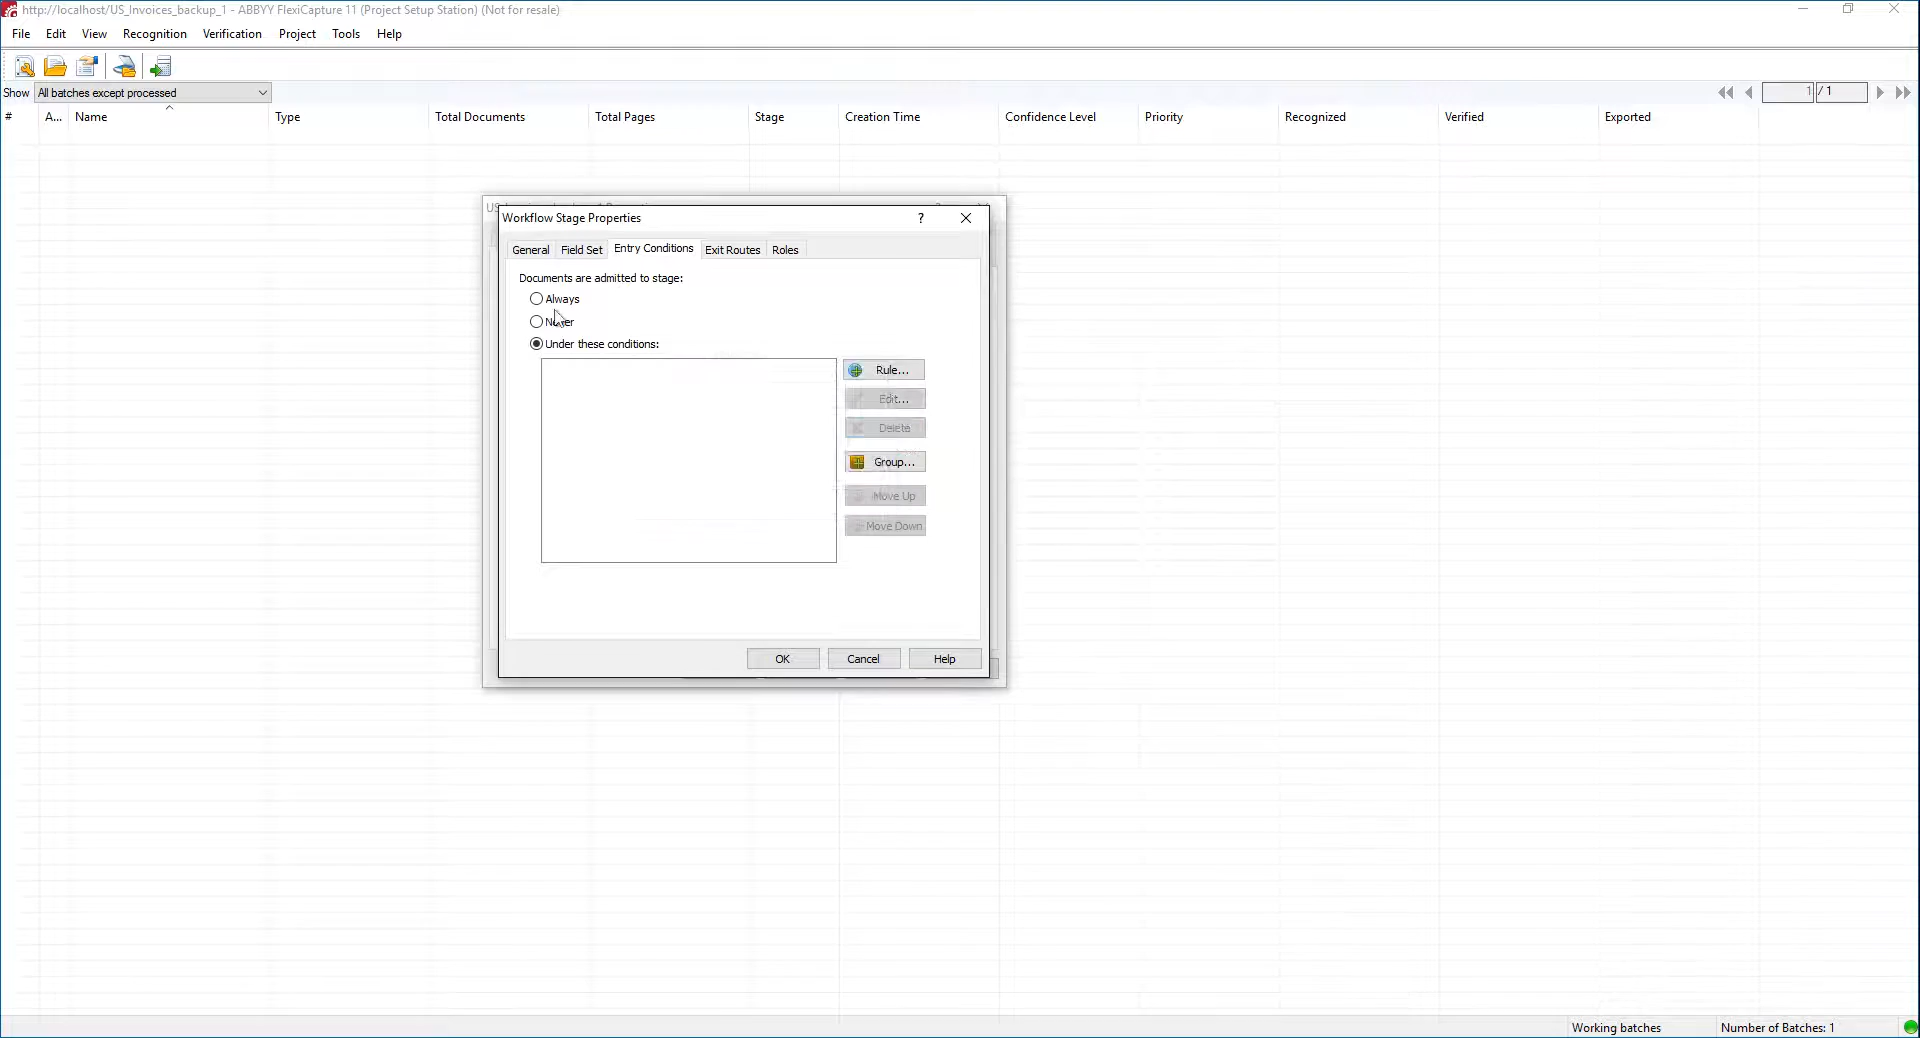 http://localhost/US_Invoices_backup_1 - ABBYY FlexiCapture 11 (Project Setup Station) (Not for resale)
File Edit View Recognition Verification Project Tools Help
Show All batches except processed 1 / 1
# A... Name Type Total Documents Total Pages Stage Creation Time Confidence Level Priority Recognized Verified Exported
Workflow Stage Properties ?
General Field Set Entry Conditions Exit Routes Roles
Documents are admitted to stage:
Always
Never
Under these conditions:
Rule...
Edit...
Delete
Group...
Move Up
Move Down
OK Cancel Help
Working batches Number of Batches: 1